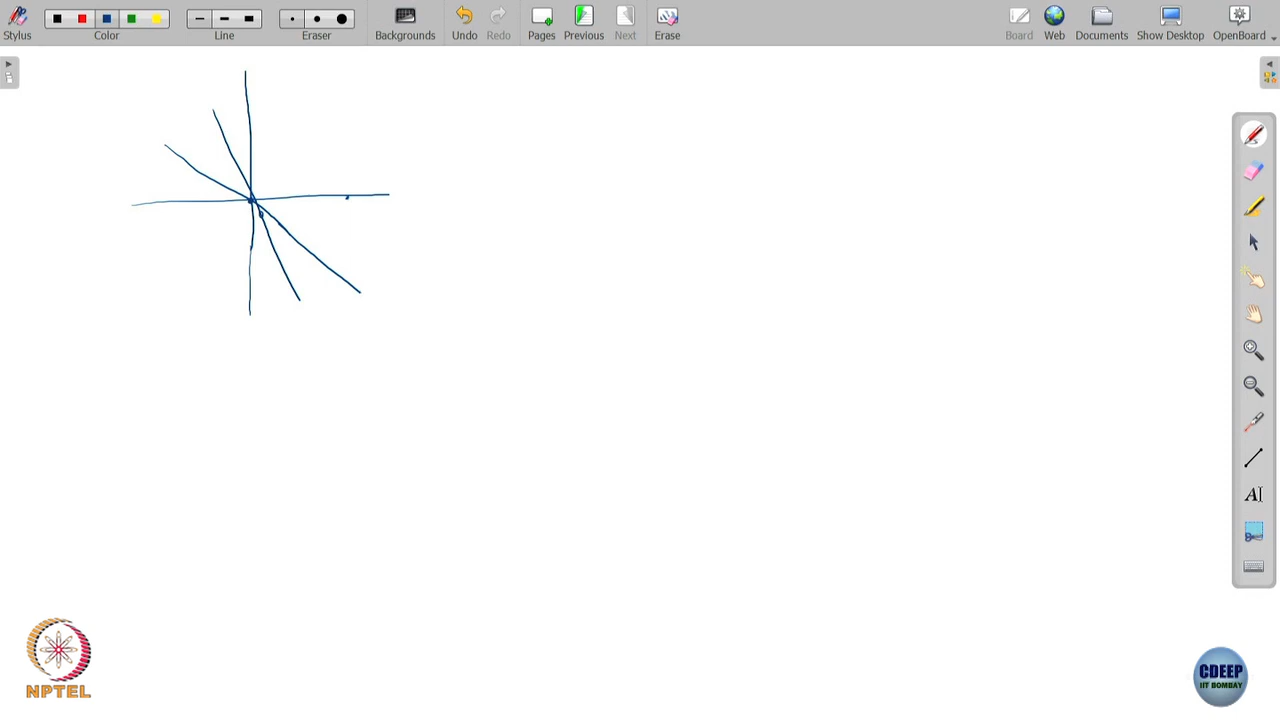 Stylus
Color
Line
Eraser
Backgrounds
Undo
Redo
Pages
Previous
Next
Erase
Board
Web
Documents
Show Desktop
OpenBoard
A
NPTEL
CDEEP
IIT BOMBAY